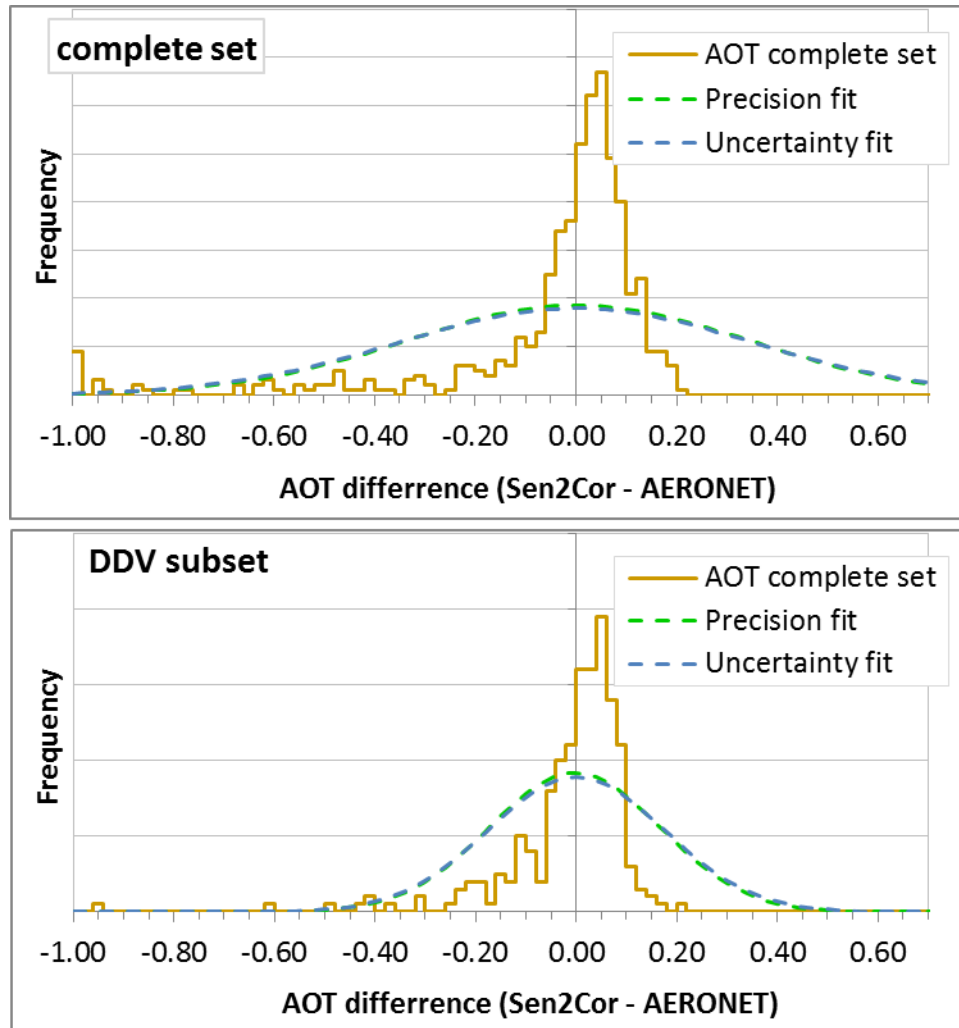 complete set
AOT complete set
Precision fit
Uncertainty fit
Frequency
-1.00 -0.80 -0.60 -0.40 -0.20 0.00 0.20 0.40 0.60
AOT differrence (Sen2Cor - AERONET)
DDV subset
AOT complete set
Precision fit
Uncertainty fit
Frequency
-1.00 -0.80 -0.60 -0.40 -0.20 0.00 0.20 0.40 0.60
AOT differrence (Sen2Cor - AERONET)